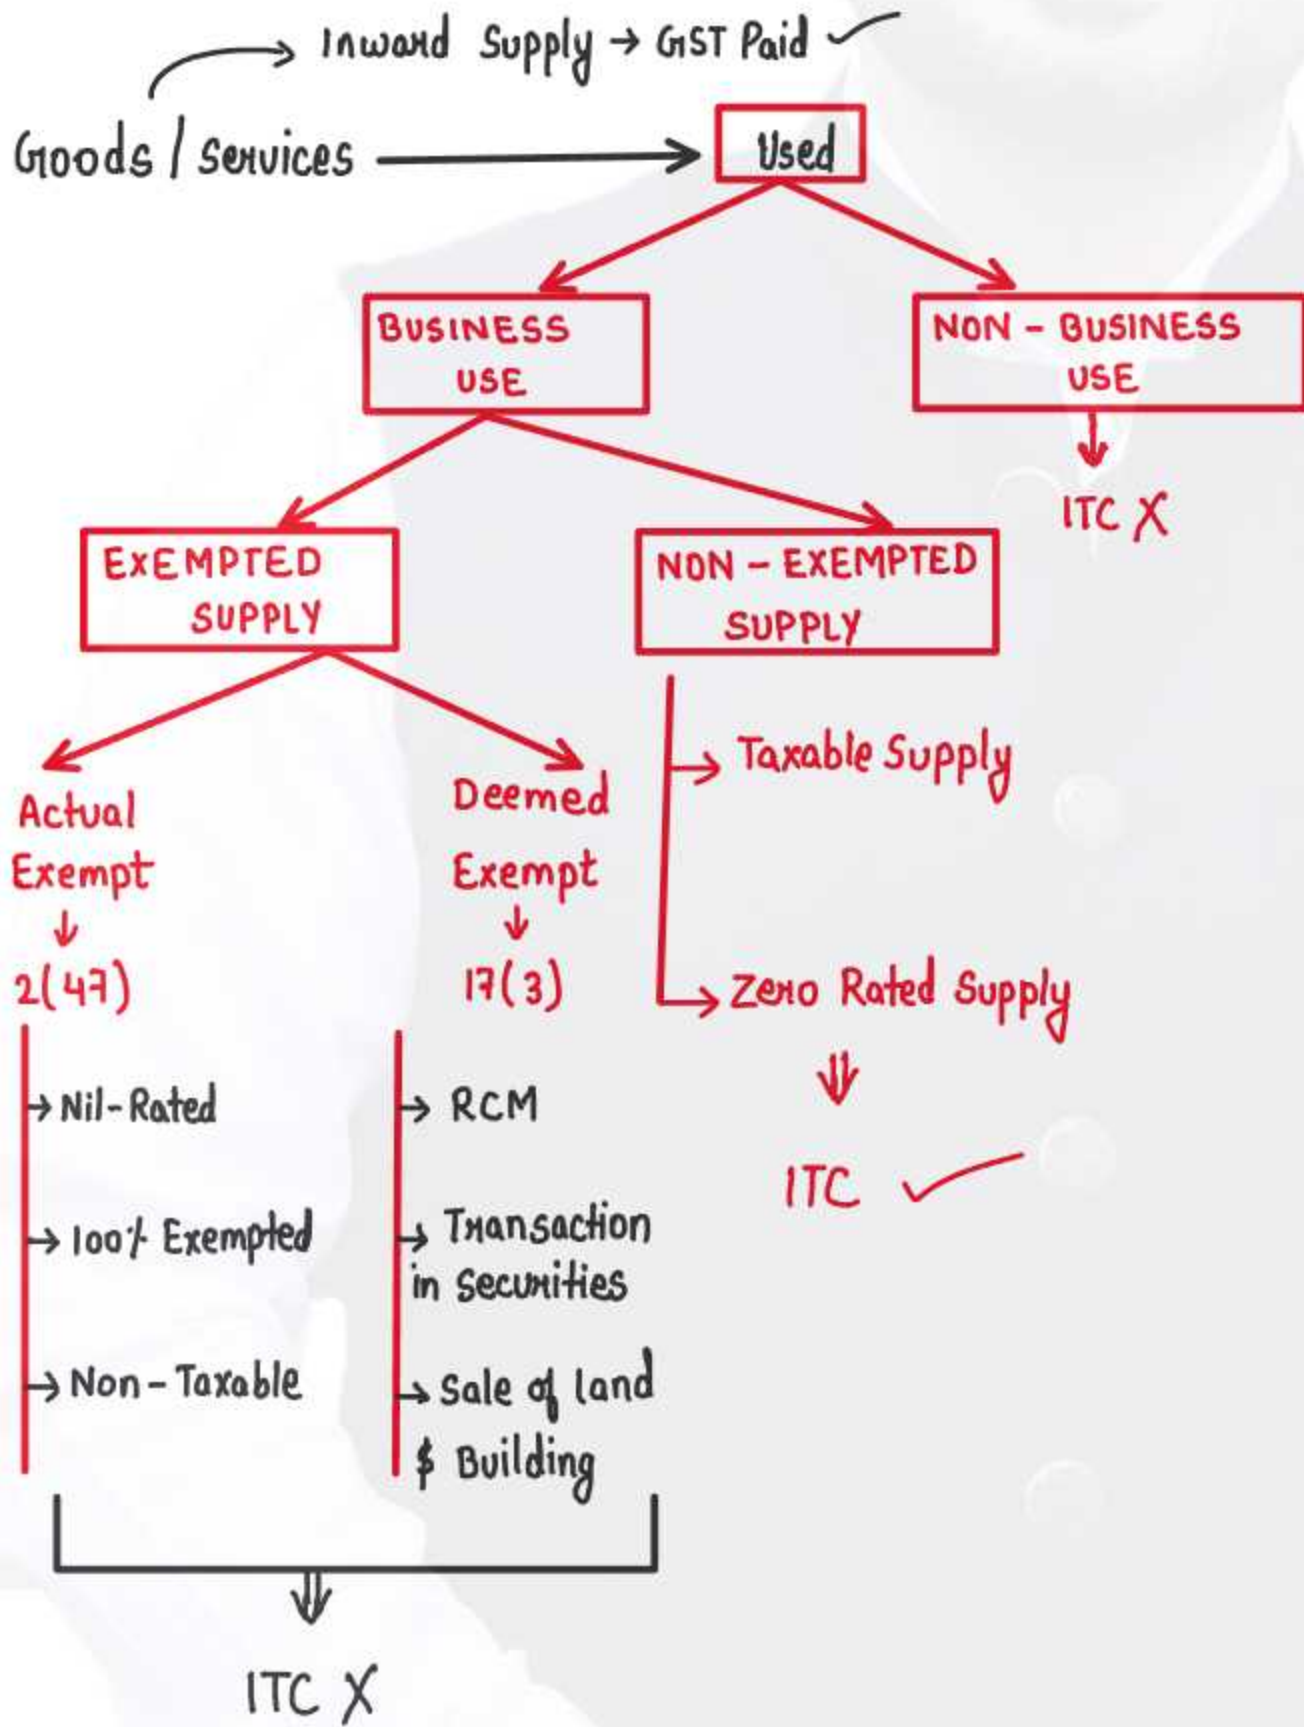 Inward Supply → GST Paid ✓
Goods / Services → Used
BUSINESS
USE
NON - BUSINESS
USE
ITC X
EXEMPTED
SUPPLY
NON - EXEMPTED
SUPPLY
Actual
Exempt
2(47)
→ Nil-Rated
→ 100% Exempted
→ Non-Taxable
Deemed
Exempt
17(3)
→ RCM
→ Transaction
in Securities
→ Sale of land
$ Building
ITC X
→ Taxable Supply
→ Zero Rated Supply
ITC ✓